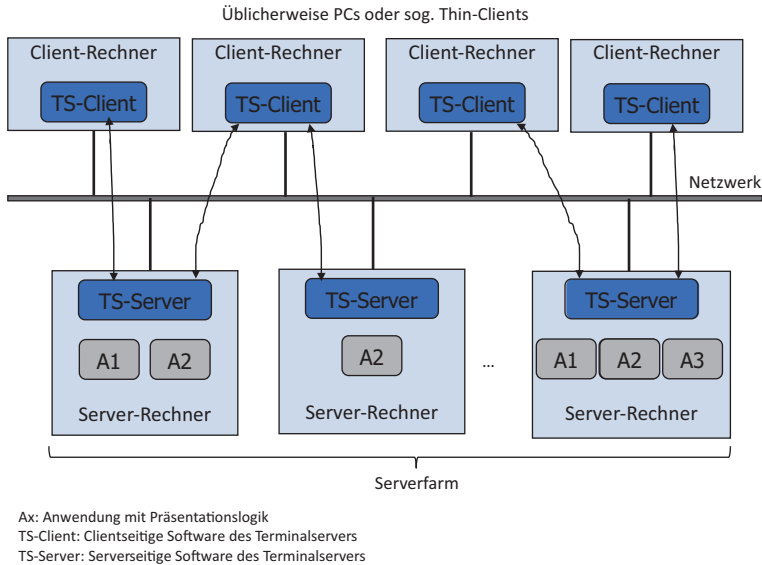 Üblicherweise PCs oder sog. Thin-Clients
Client-Rechner
Client-Rechner
Client-Rechner
Client-Rechner
TS-Client
TS-Client
TS-Client
TS-Client
Netzwerk
TS-Server
TS-Server
TS-Server
A1
A2
A2
...
A1
A2
A3
Server-Rechner
Server-Rechner
Server-Rechner
Serverfarm
Ax: Anwendung mit Präsentationslogik
TS-Client: Clientseitige Software des Terminalservers
TS-Server: Serverseitige Software des Terminalservers